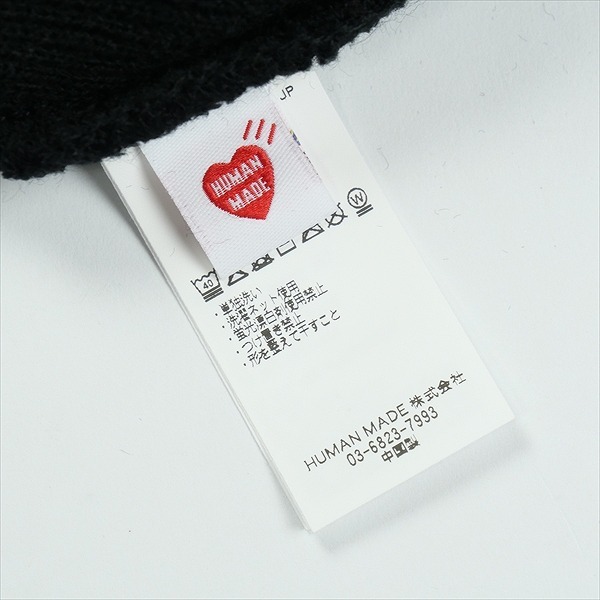 JP
HUMAN
MADE
40
W
・単独洗い
・洗濯ネット使用
・蛍光漂白剤使用禁止
・つけ置き禁止
・形を整えて干すこと
HUMAN MADE 株式会社
03-6823-7993
中国製